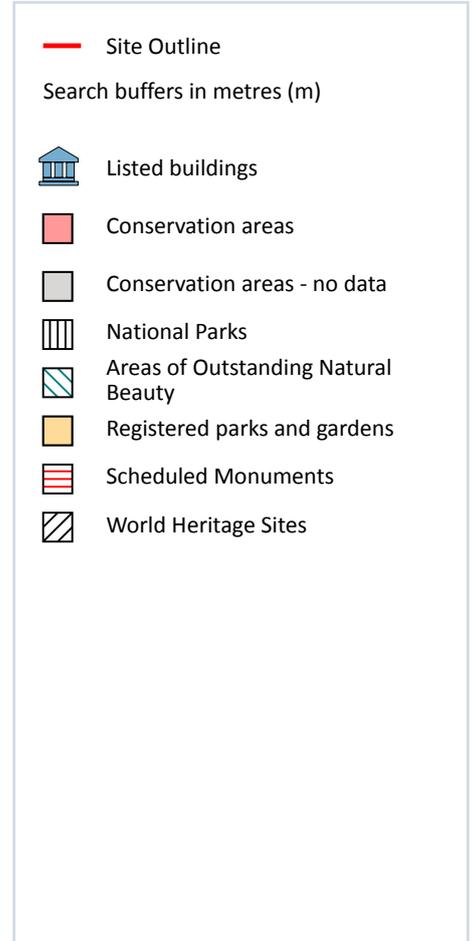 Site Outline
Search buffers in metres (m)
Listed buildings
Conservation areas
Conservation areas - no data
National Parks
Areas of Outstanding Natural
Beauty
Registered parks and gardens
Scheduled Monuments
World Heritage Sites